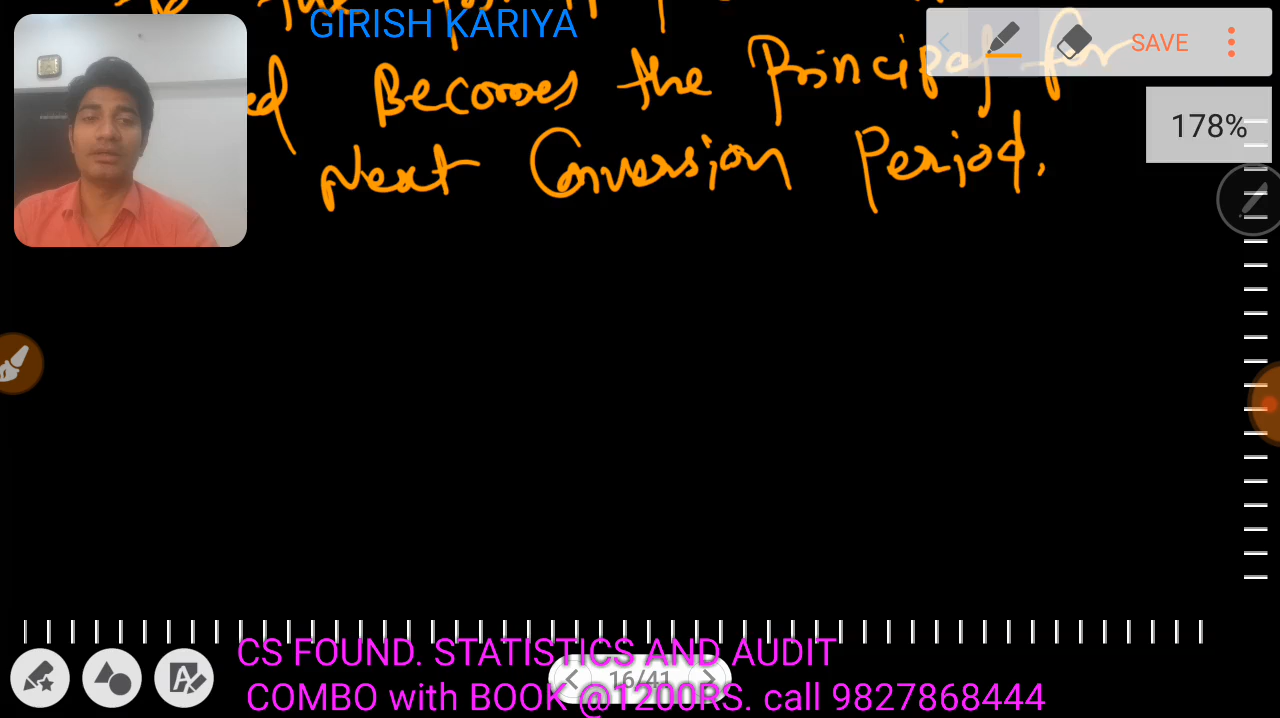 GIRISH KARIYA
SAVE
Becomes the Principal for
178%
Next Conversion Period.
CS FOUND. STATISTICS AND AUDIT
16/41
COMBO with BOOK @1200RS. call 9827868444